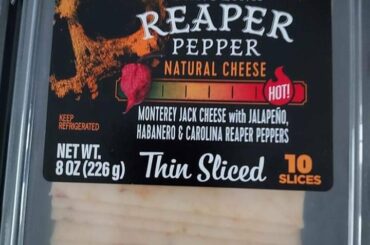 REAPER
PEPPER
NATURAL CHEESE
HOT!
MONTEREY JACK CHEESE with JALAPEÑO,
HABANERO & CAROLINA REAPER PEPPERS
KEEP
REFRIGERATED
NET WT.
8 OZ (226 g)
Thin Sliced
10
SLICES